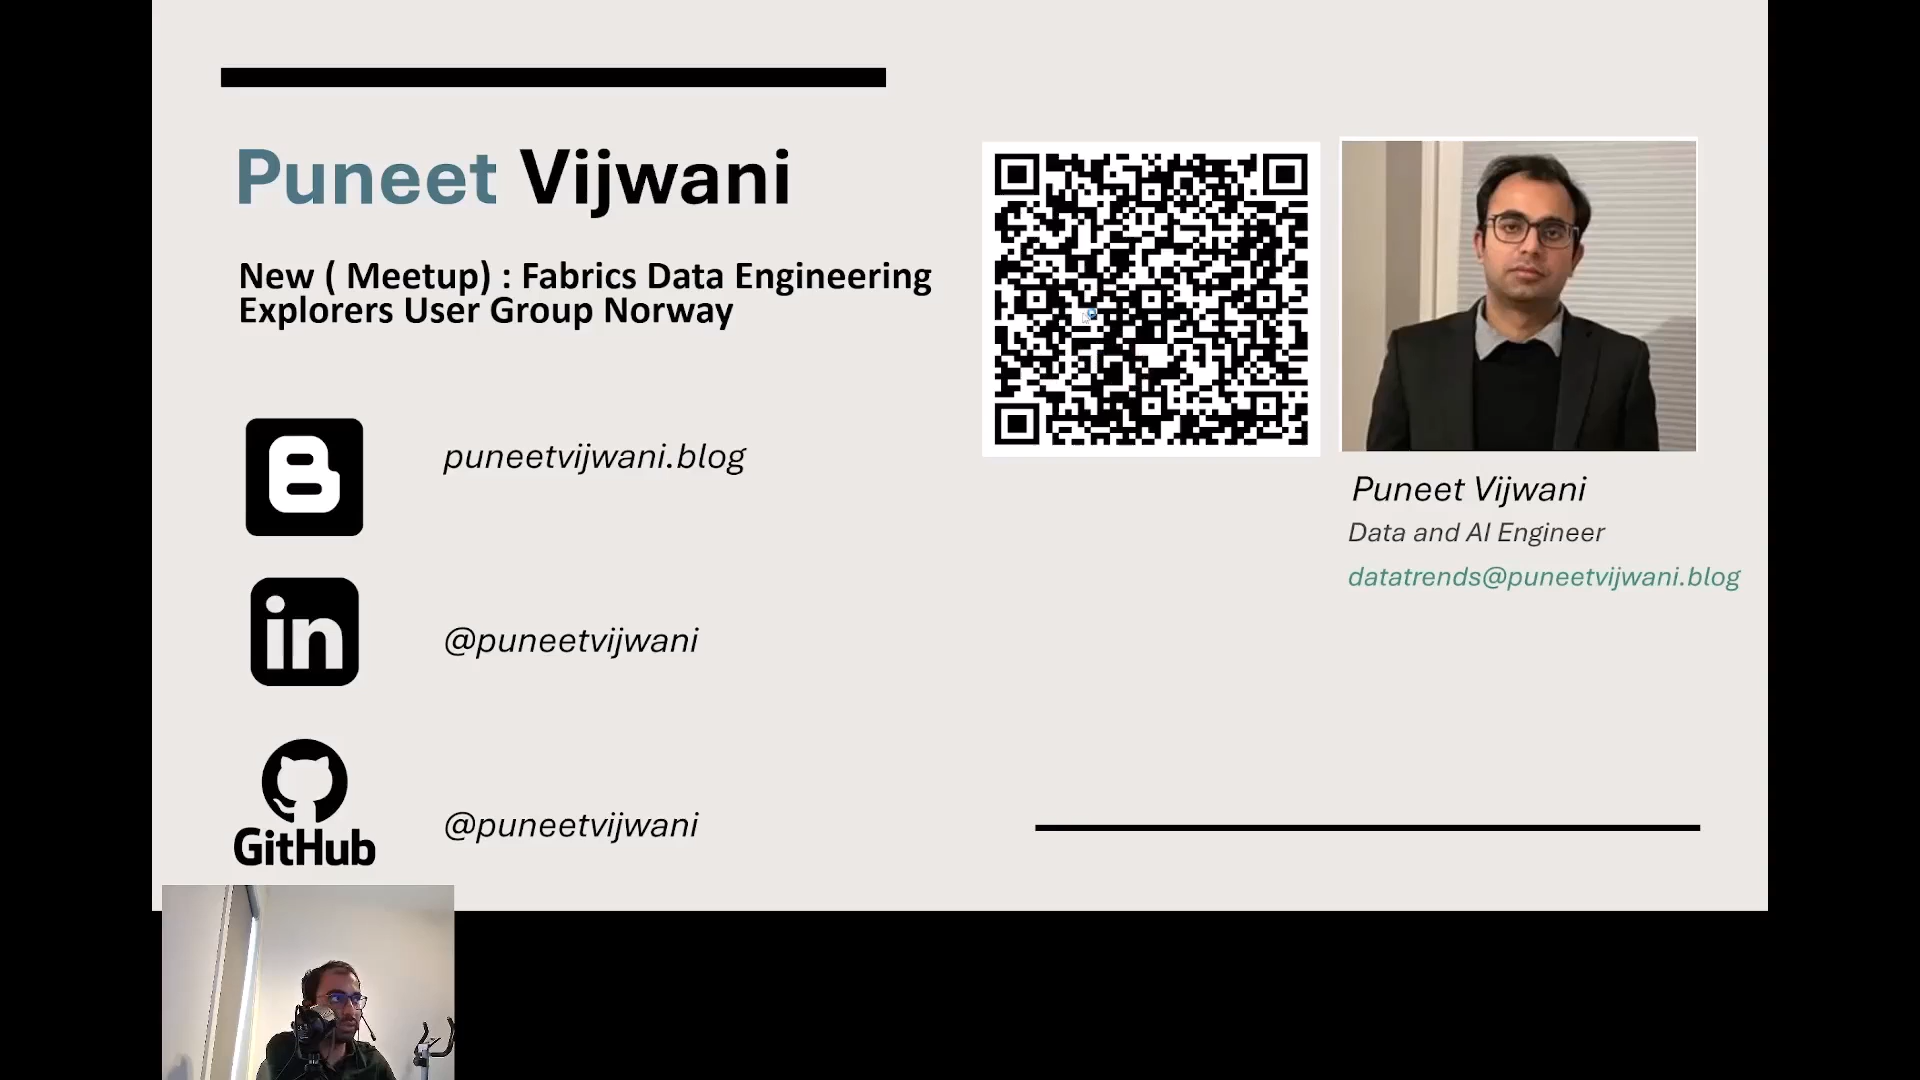 Puneet Vijwani
New ( Meetup) : Fabrics Data Engineering
Explorers User Group Norway
puneetvijwani.blog
in
@puneetvijwani
GitHub
@puneetvijwani
Puneet Vijwani
Data and AI Engineer
datatrends@puneetvijwani.blog